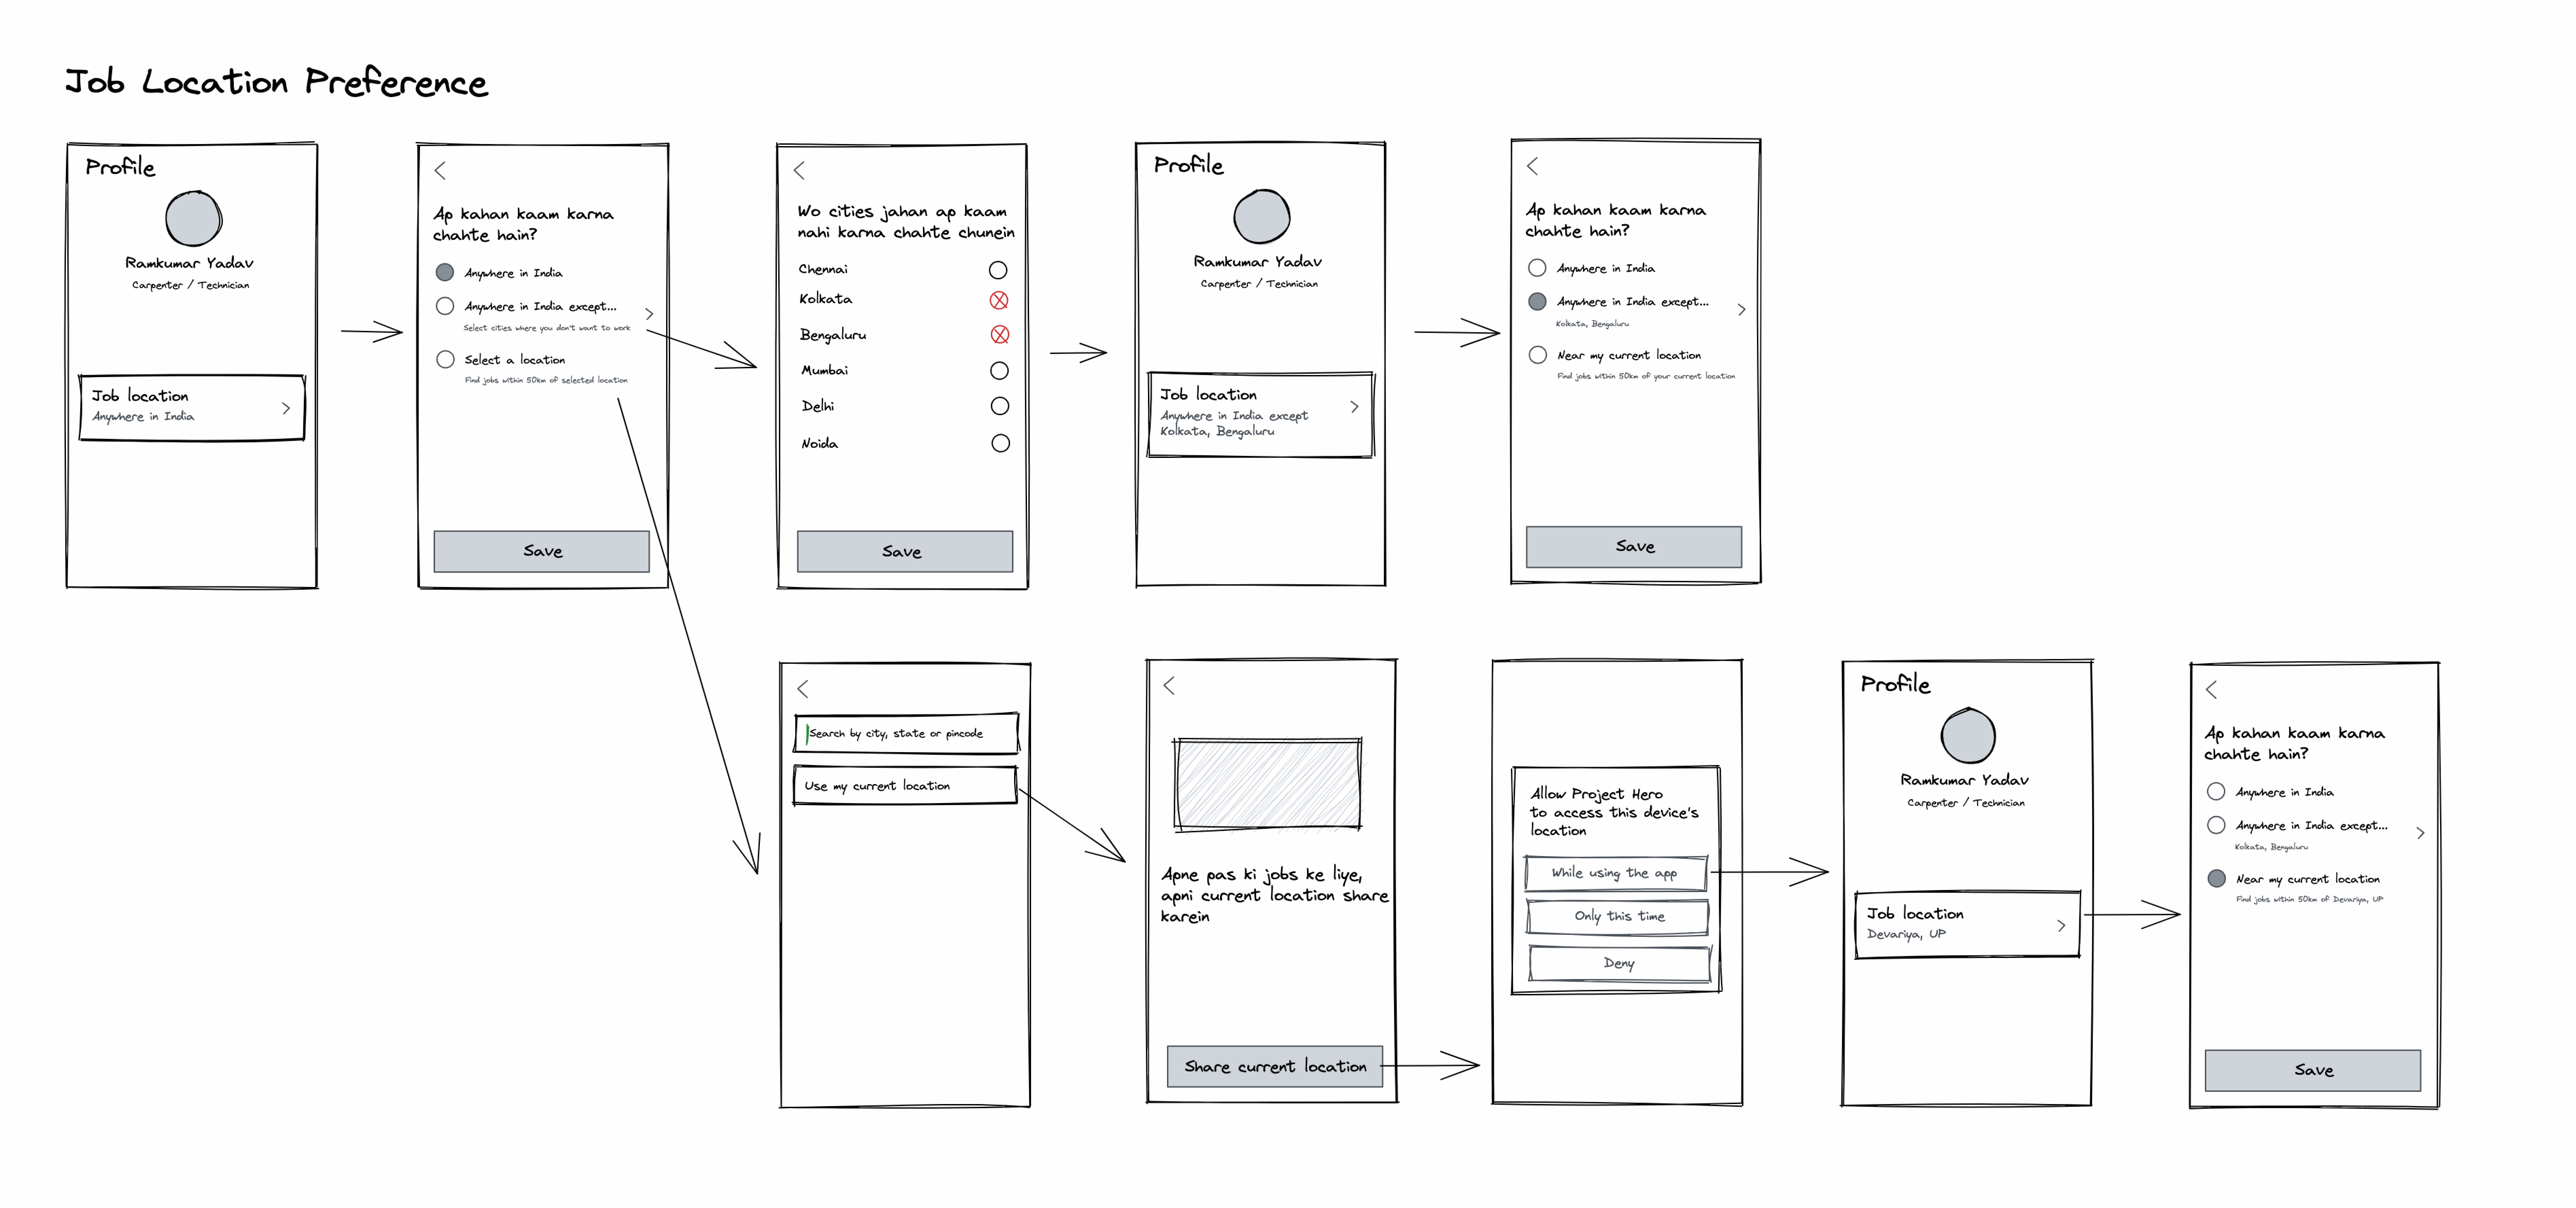 Job Location Preference
Profile
Ramkumar Yadav
Carpenter / Technician
Job location
Anywhere in India
Ap kahan kaam karna
chahte hain?
Anywhere in India
Anywhere in India except...
Select cities where you don't want to work
Select a location
Find jobs within 50km of selected location
Save
Wo cities jahan ap kaam
nahi karna chahte chunein
Chennai
Kolkata
Bengaluru
Mumbai
Delhi
Noida
Save
Profile
Ramkumar Yadav
Carpenter / Technician
Job location
Anywhere in India except
Kolkata, Bengaluru
Ap kahan kaam karna
chahte hain?
Anywhere in India
Anywhere in India except...
Kolkata, Bengaluru
Near my current location
Find jobs within 50km of your current location
Save
Search by city, state or pincode
Use my current location
Apne pas ki jobs ke liye,
apni current location share
karein
Share current location
Allow Project Hero
to access this device's
location
While using the app
Only this time
Deny
Profile
Ramkumar Yadav
Carpenter / Technician
Job location
Devariya, UP
Ap kahan kaam karna
chahte hain?
Anywhere in India
Anywhere in India except...
Kolkata, Bengaluru
Near my current location
Find jobs within 50km of Devariya, UP
Save